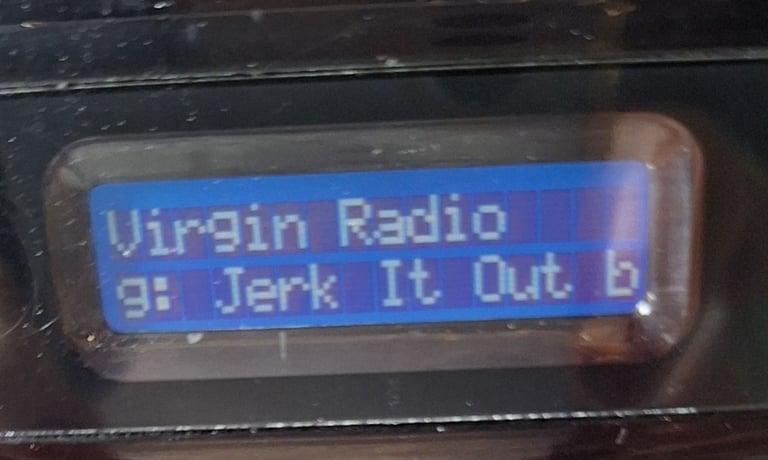 Virgin Radio
g: Jerk It Out b